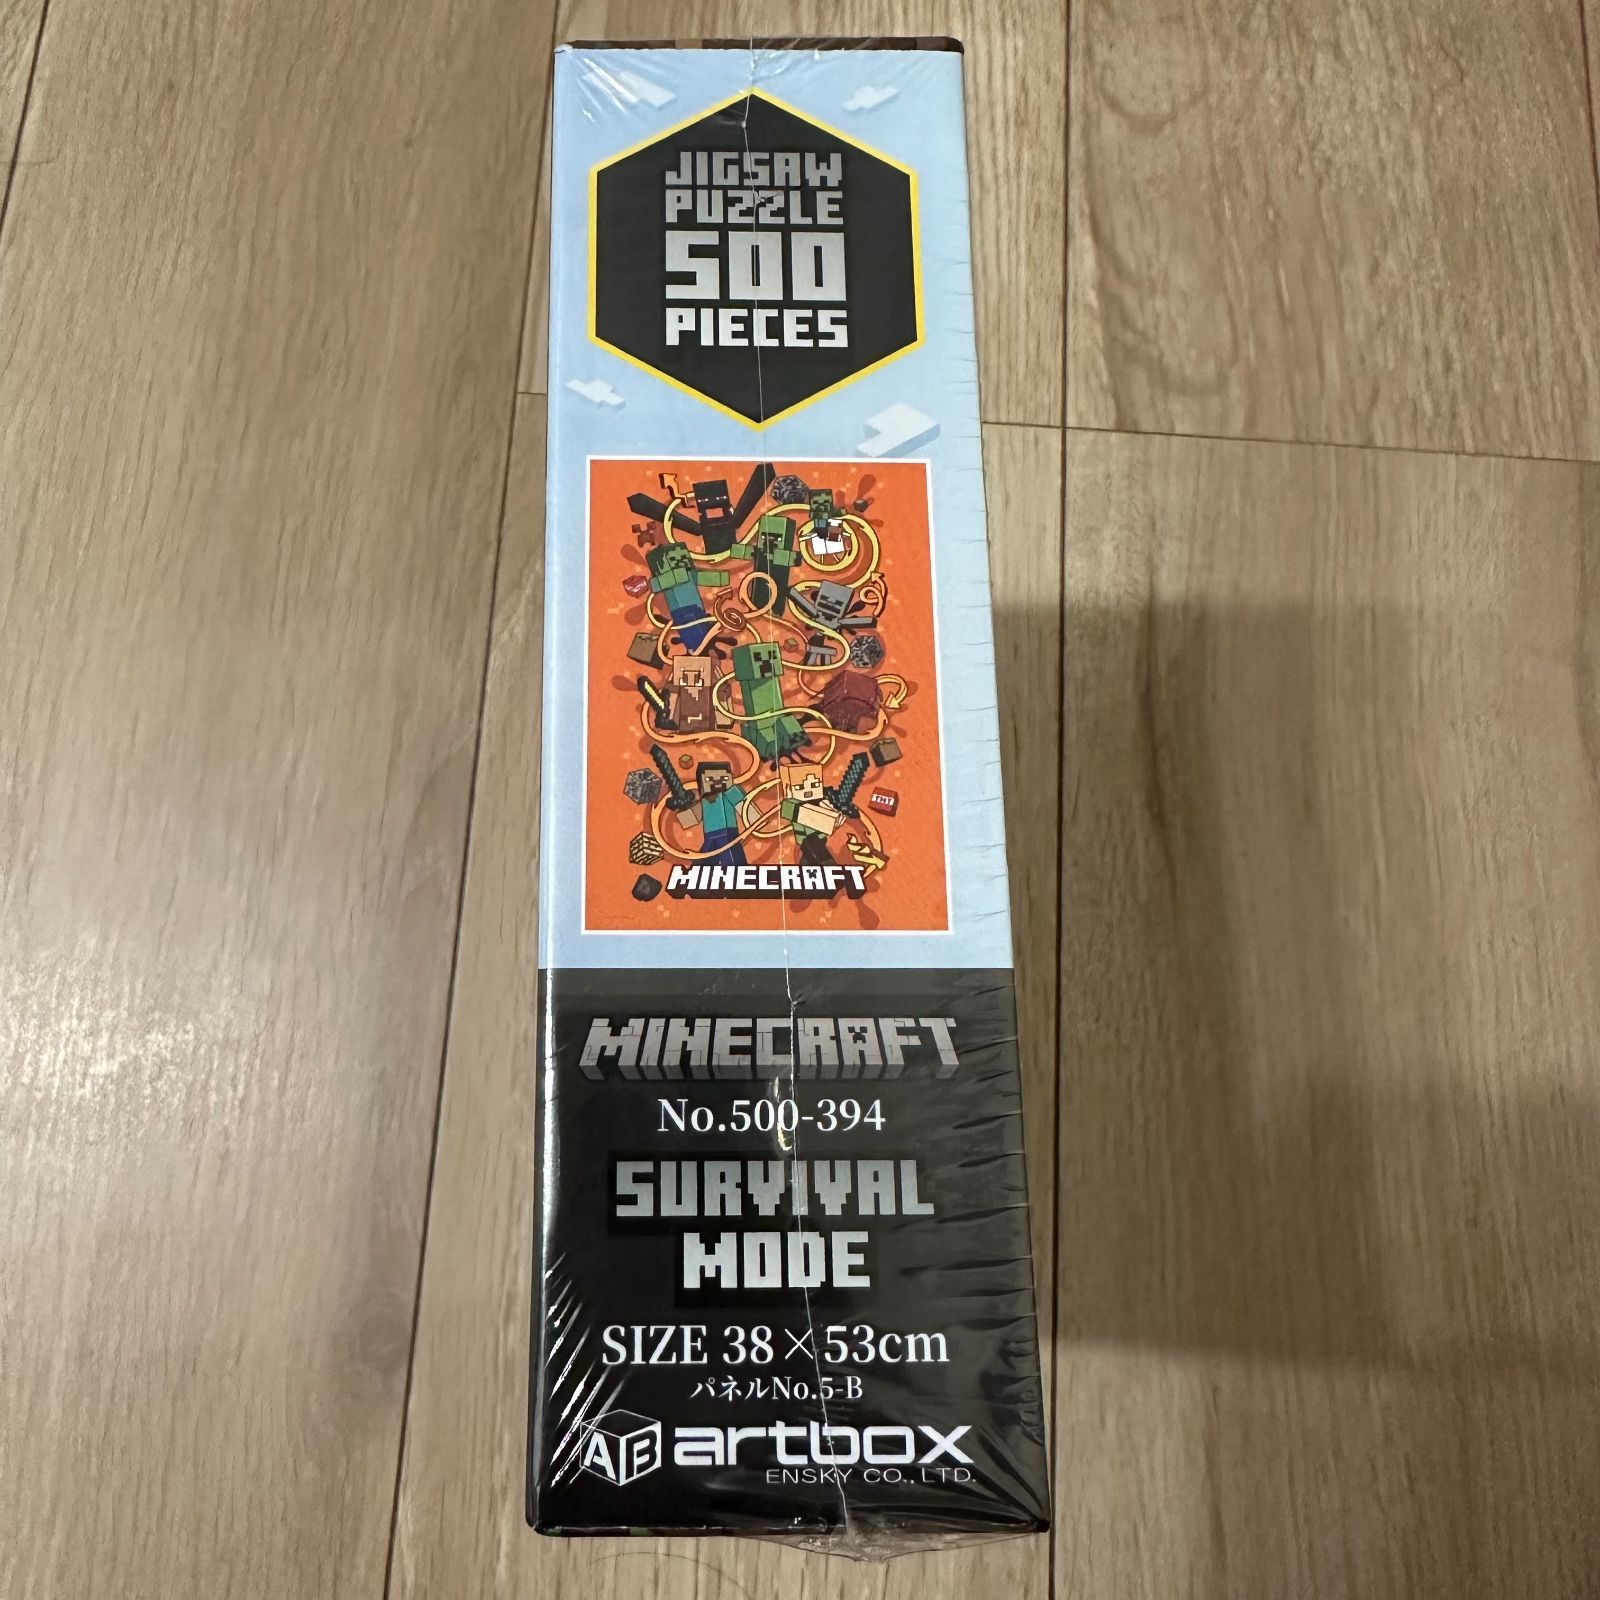 JIGSAW
PUZZLE
500
PIECES
TNT
MINECRAFT
MINECRAFT
No.500-394
SURVIVAL
MODE
SIZE 38×53cm
パネルNo.5-B
AB artbox
ENSKY CO., LTD.